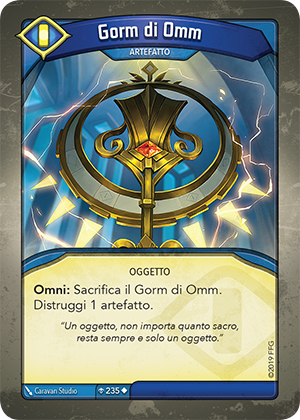 Gorm di Omm
ARTEFATTO
OGGETTO
Omni: Sacrifica il Gorm di Omm.
Distruggi 1 artefatto.
“Un oggetto, non importa quanto sacro,
resta sempre e solo un oggetto.”
©2019 FFG
Caravan Studio
235